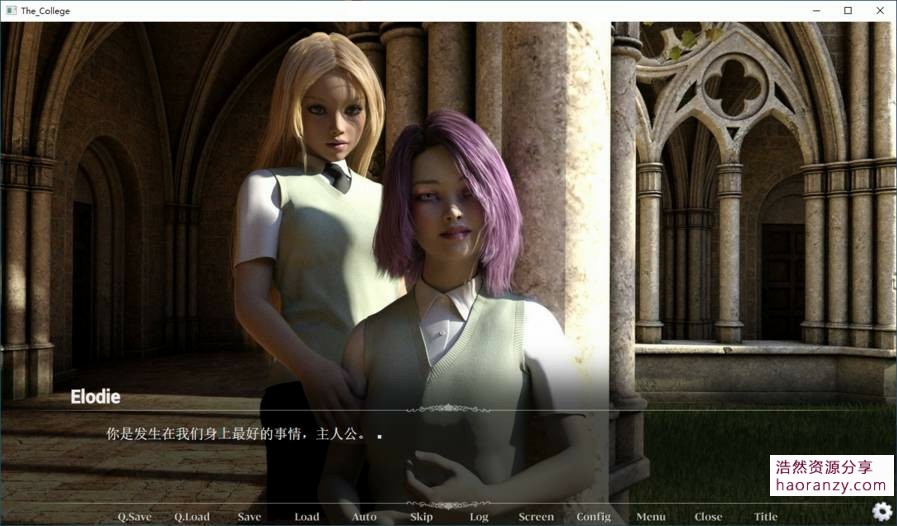 The_College
Elodie
你是发生在我们身上最好的事情，主人公。
浩然资源分享
haoranzy.com
Q.Save Q.Load Save Load Auto Skip Log Screen Config Menu Close Title